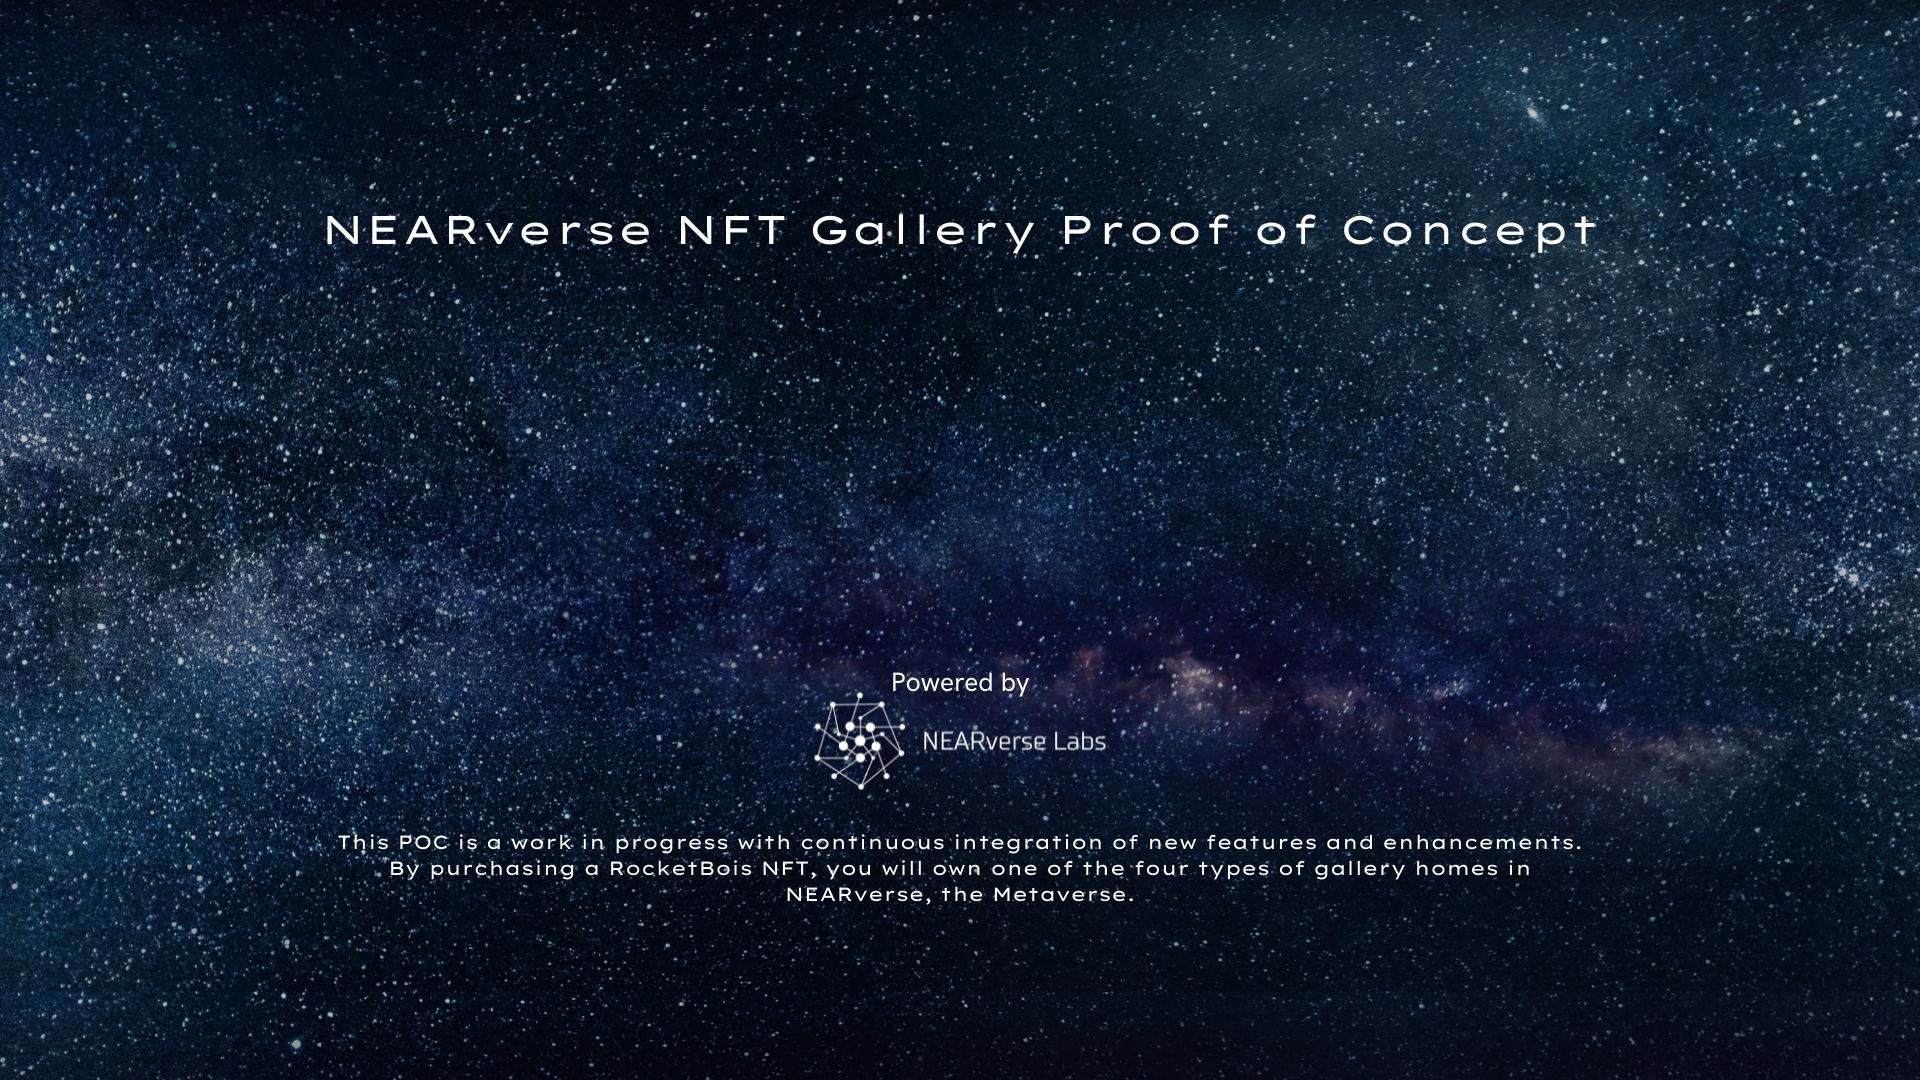 NEARverse NFT Gallery Proof of Concept
Powered by
NEARverse Labs
This POC is a work in progress with continuous integration of new features and enhancements.
By purchasing a RocketBois NFT, you will own one of the four types of gallery homes in
NEARverse, the Metaverse.